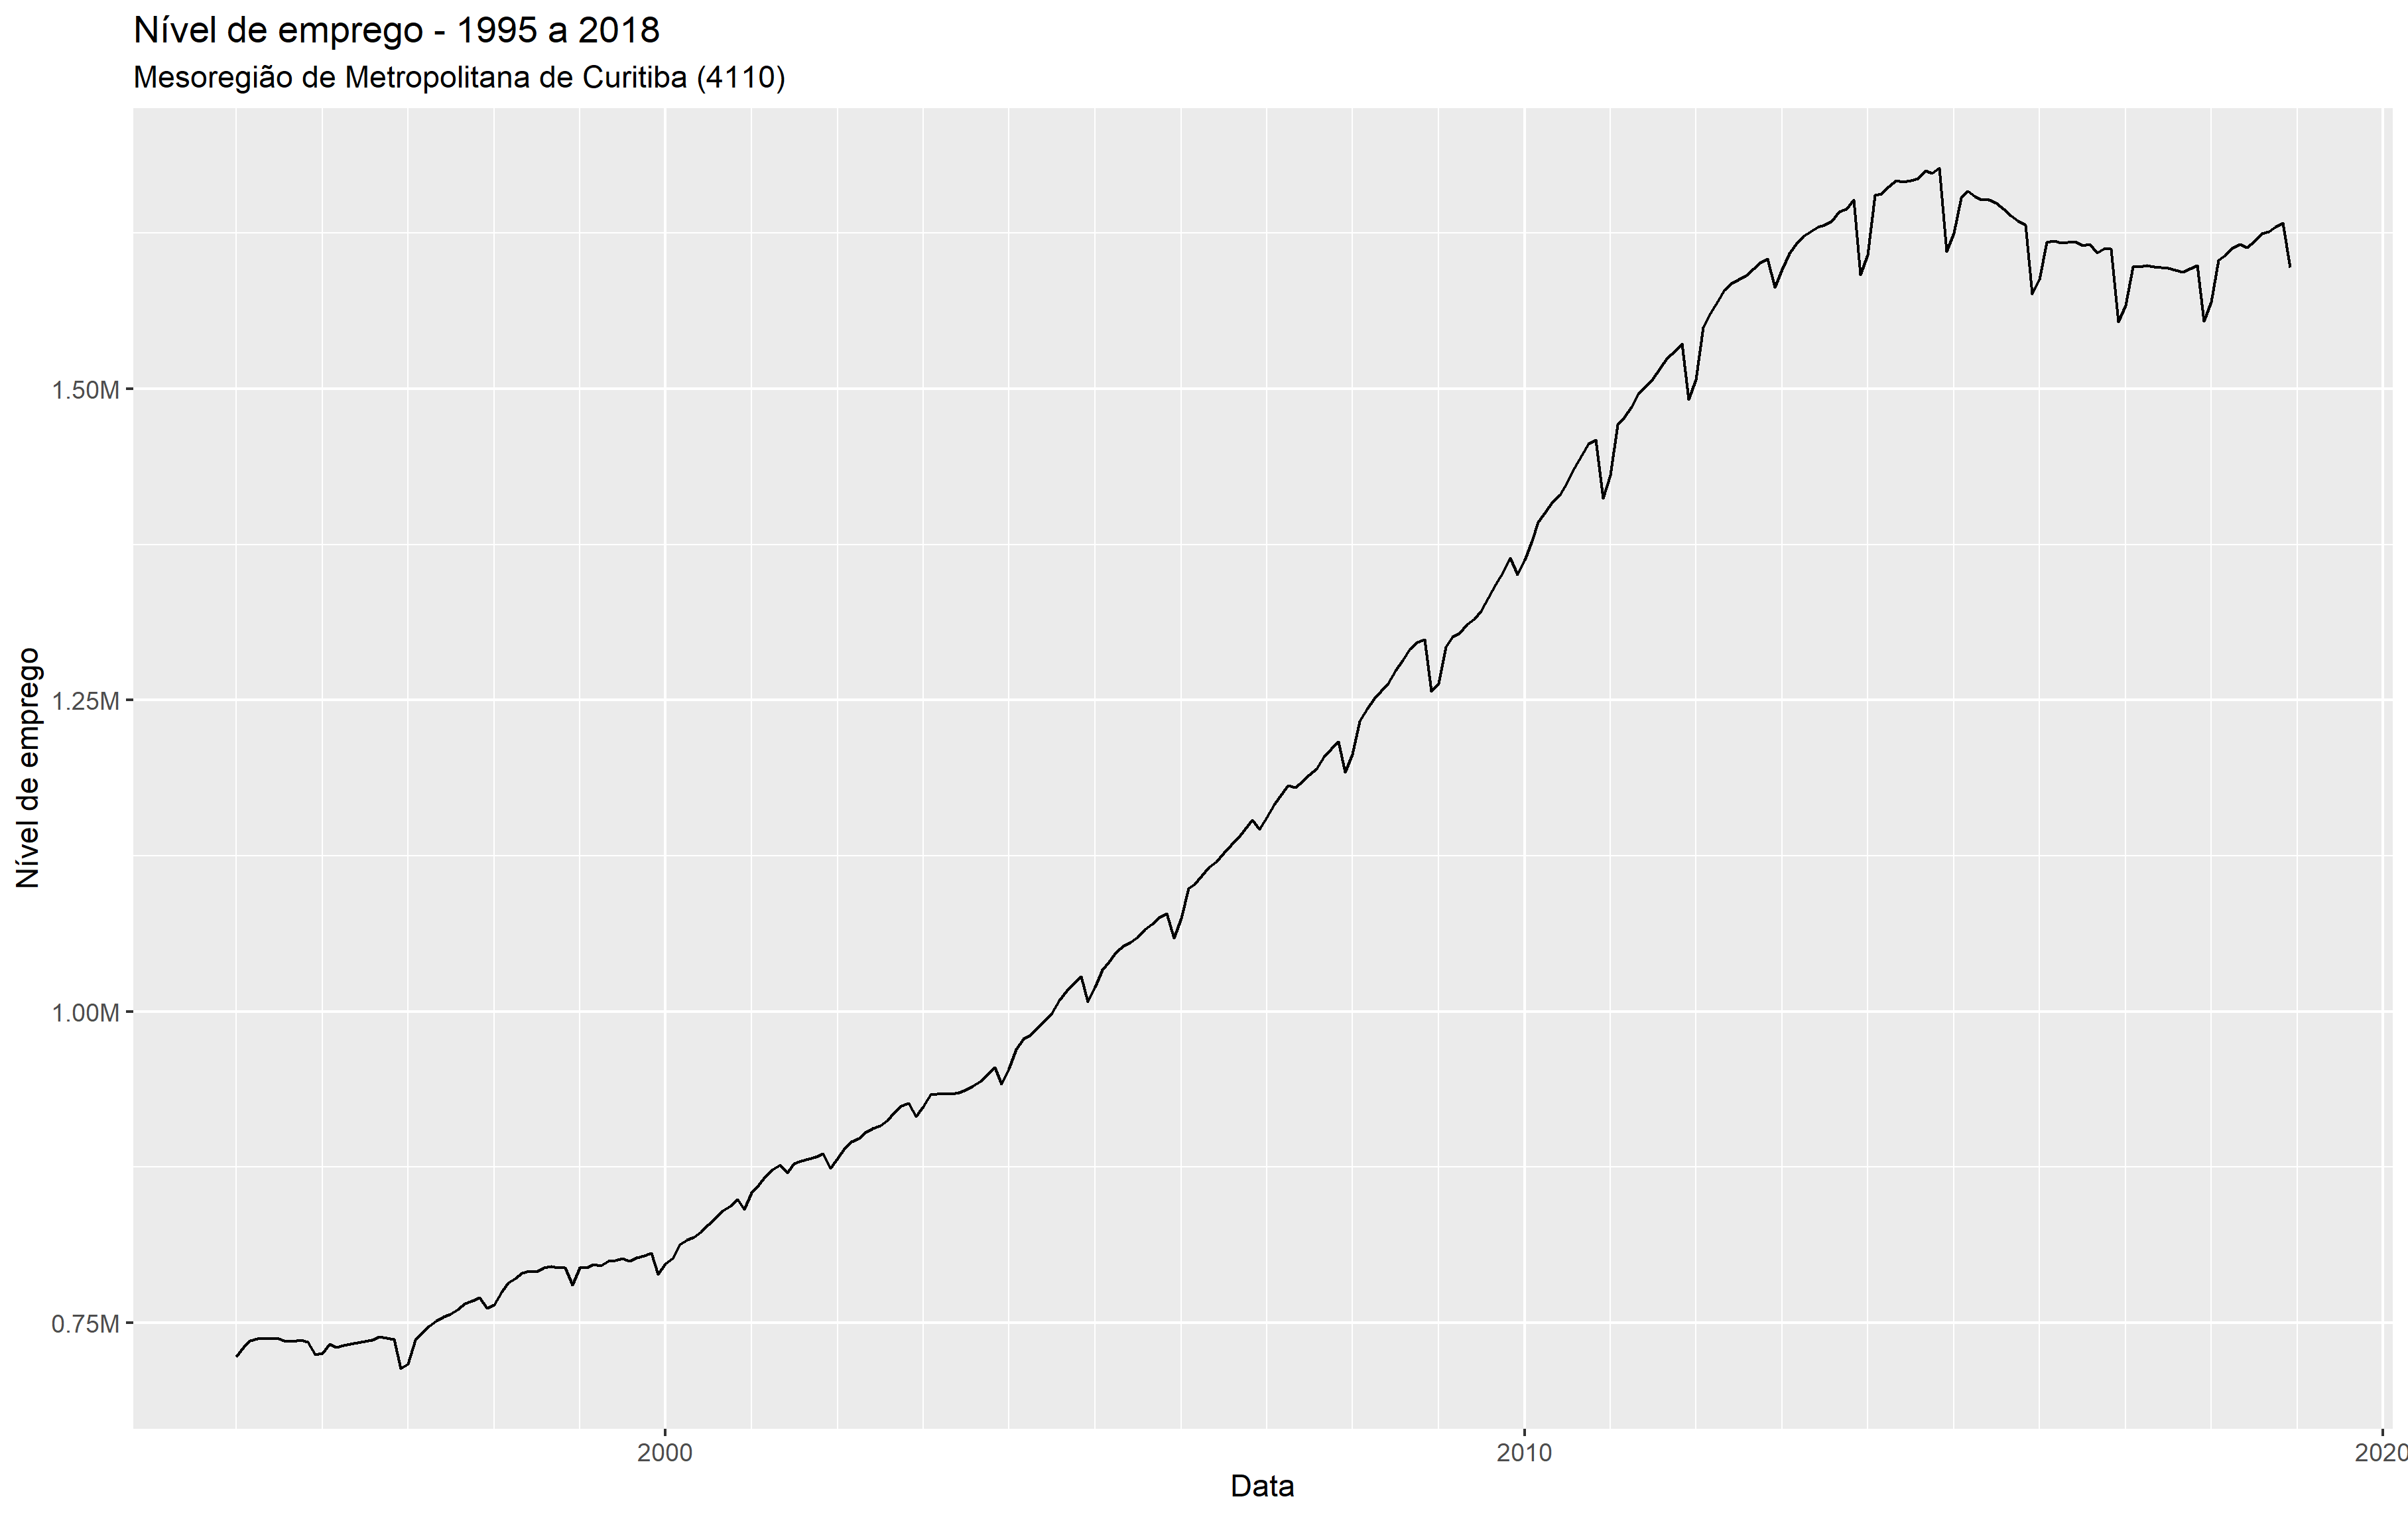 Nível de emprego - 1995 a 2018
Mesoregião de Metropolitana de Curitiba (4110)
Nível de emprego
1.50M
1.25M
1.00M
0.75M
2000
2010
2020
Data